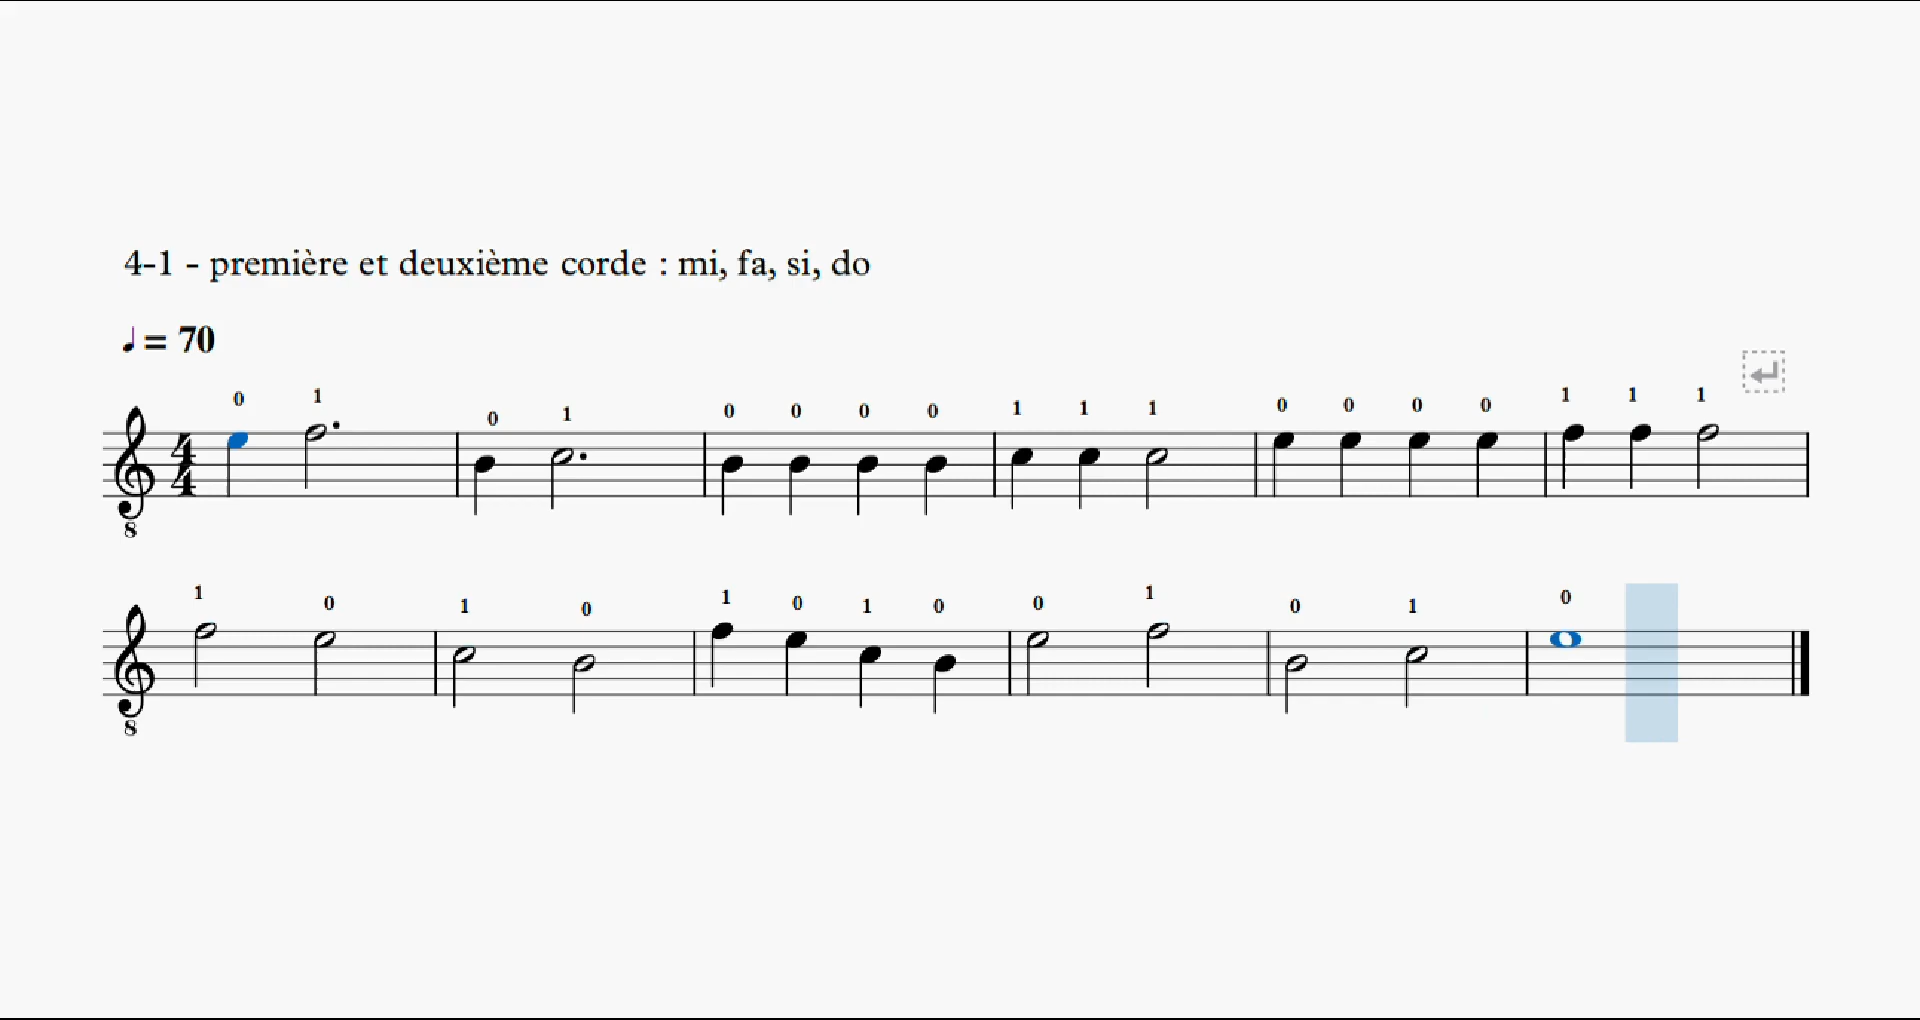 4-1 - première et deuxième corde : mi, fa, si, do
♩ = 70
0 1 0 1 0 0 0 0 1 1 1 0 0 0 0 1 1 1
4
4
8
1 0 1 0 1 0 1 0 0 1 0 1 0
8